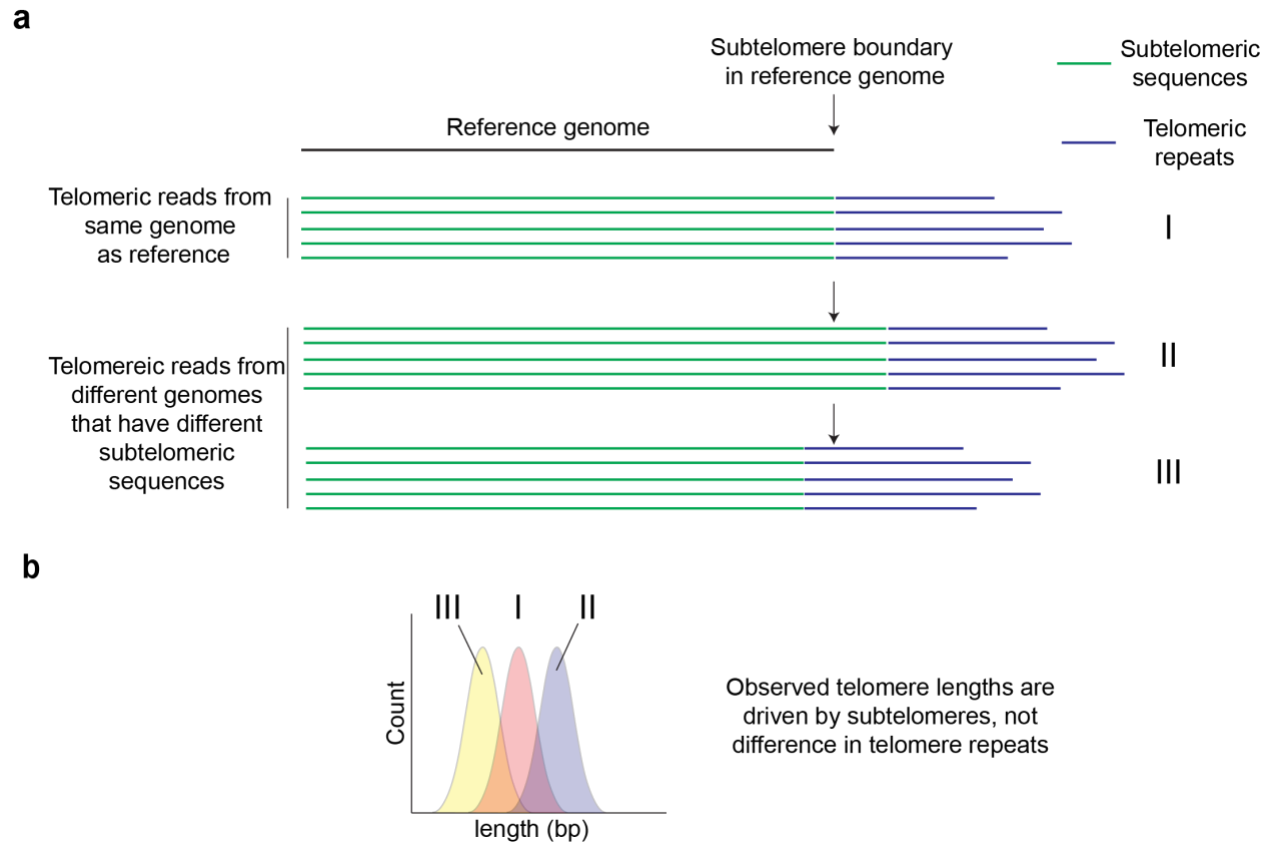 a
Subtelomere boundary
in reference genome
Subtelomeric
sequences
Reference genome
Telomeric
repeats
Telomeric reads from
same genome
as reference
I
Telomereic reads from
different genomes
that have different
subtelomeric
sequences
II
III
b
III I II
Count
length (bp)
Observed telomere lengths are
driven by subtelomeres, not
difference in telomere repeats